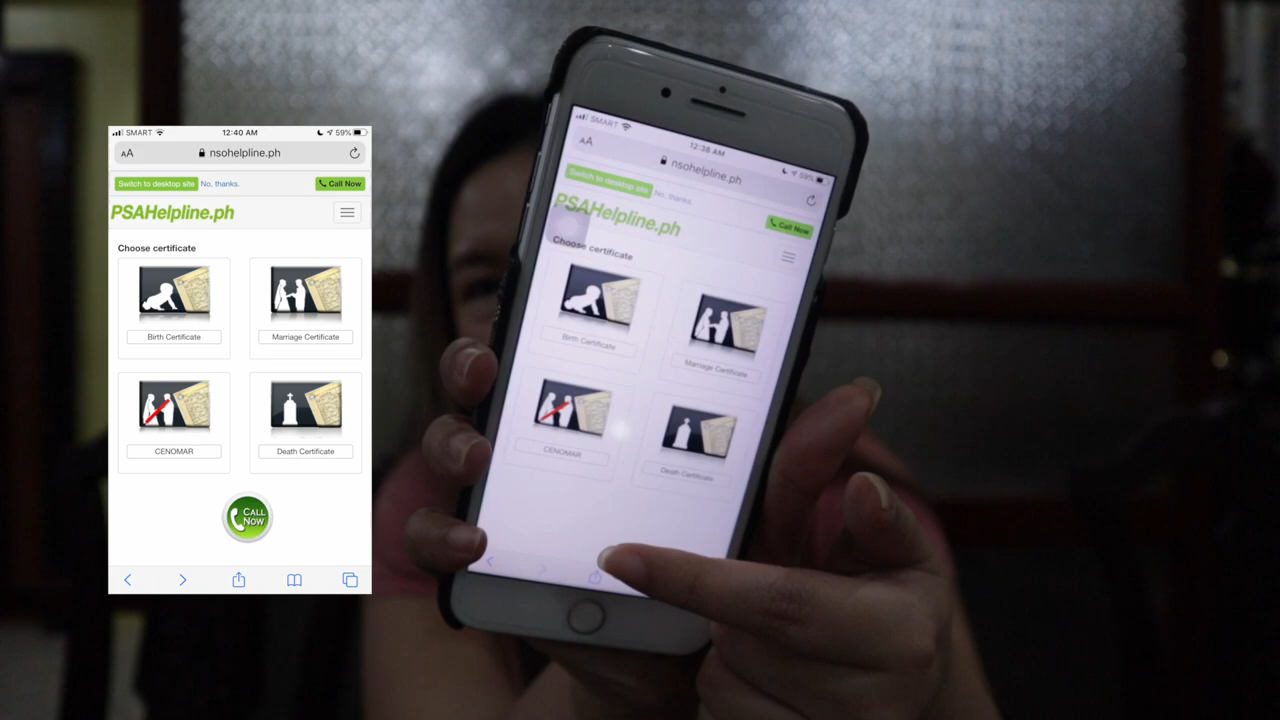 SMART 12:40 AM 59%
AA nsohelpline.ph
Switch to desktop site No, thanks. Call Now
PSAHelpline.ph
Choose certificate
Birth Certificate Marriage Certificate
CENOMAR Death Certificate
CALL
NOW
SMART 12:38 AM 59%
AA nsohelpline.ph
Switch to desktop site No, thanks. Call Now
PSAHelpline.ph
Choose certificate
Birth Certificate Marriage Certificate
CENOMAR Death Certificate